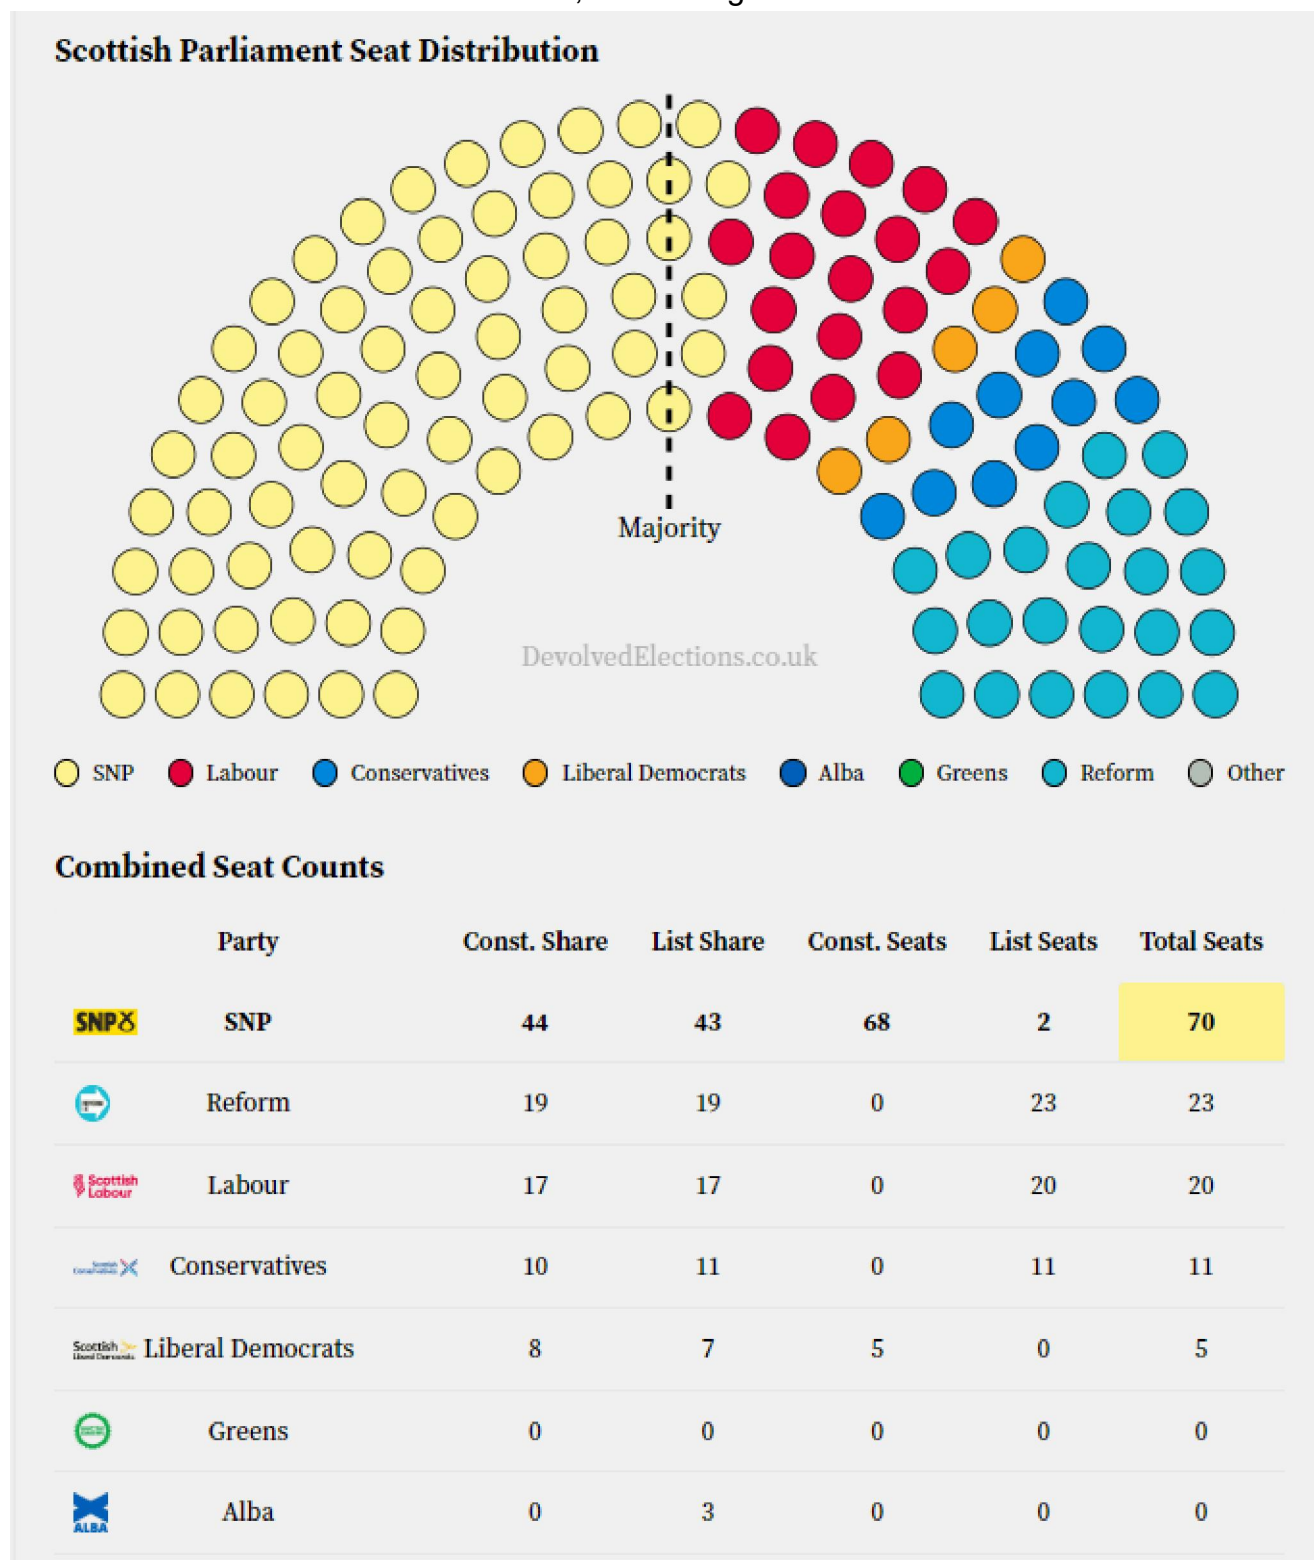 Scottish Parliament Seat Distribution
Majority
DevolvedElections.co.uk
SNP Labour Conservatives Liberal Democrats Alba Greens Reform Other
Combined Seat Counts
Party Const. Share List Share Const. Seats List Seats Total Seats
SNP SNP 44 43 68 2 70
Reform 19 19 0 23 23
Scottish
Labour Labour 17 17 0 20 20
Conservatives 10 11 0 11 11
Scottish
Liberal Democrats Liberal Democrats 8 7 5 0 5
Greens 0 0 0 0 0
Alba 0 3 0 0 0
ALBA